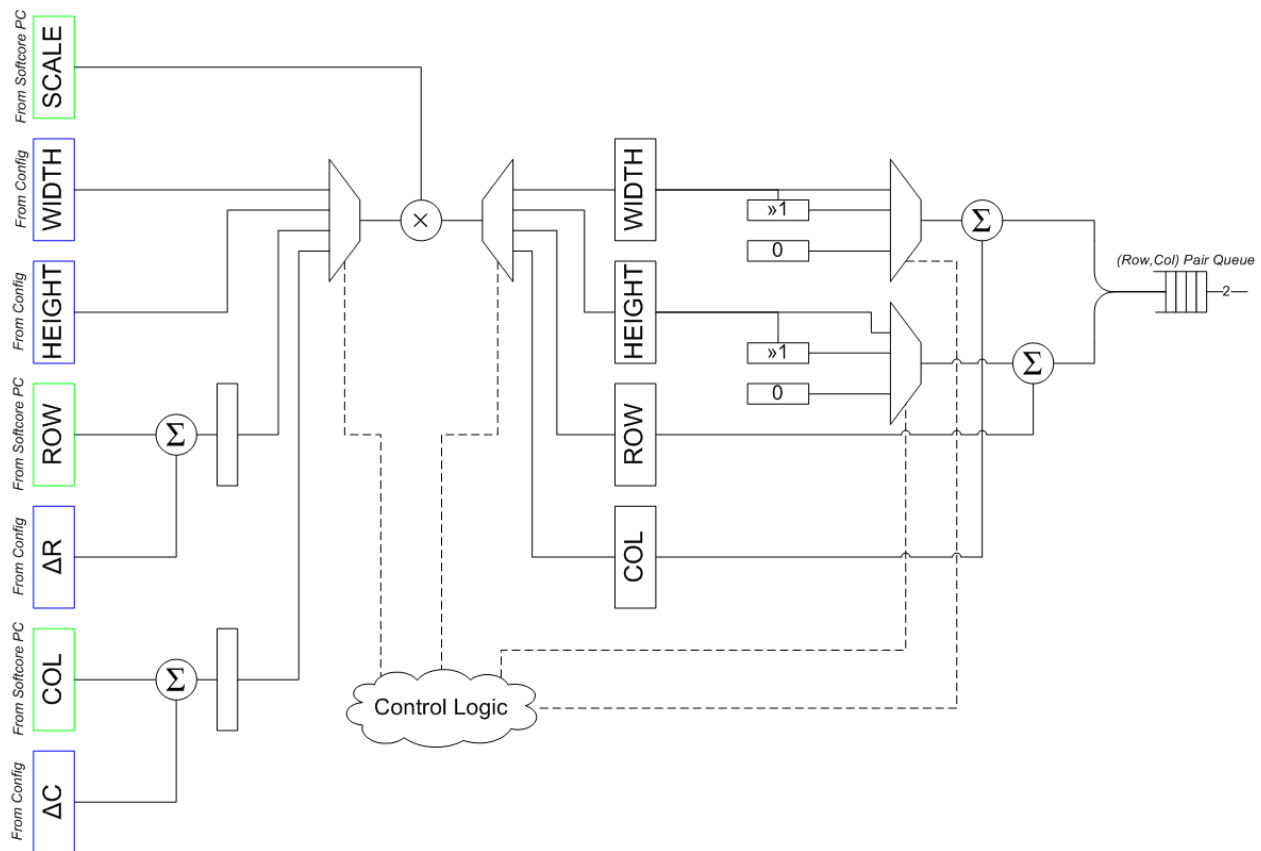 From Softcore PC
SCALE
From Config
WIDTH
From Config
HEIGHT
From Softcore PC
ROW
From Config
ΔR
From Softcore PC
COL
From Config
ΔC
Σ
Σ
×
WIDTH
HEIGHT
ROW
COL
»1
0
»1
0
Σ
Σ
(Row,Col) Pair Queue
2
Control Logic